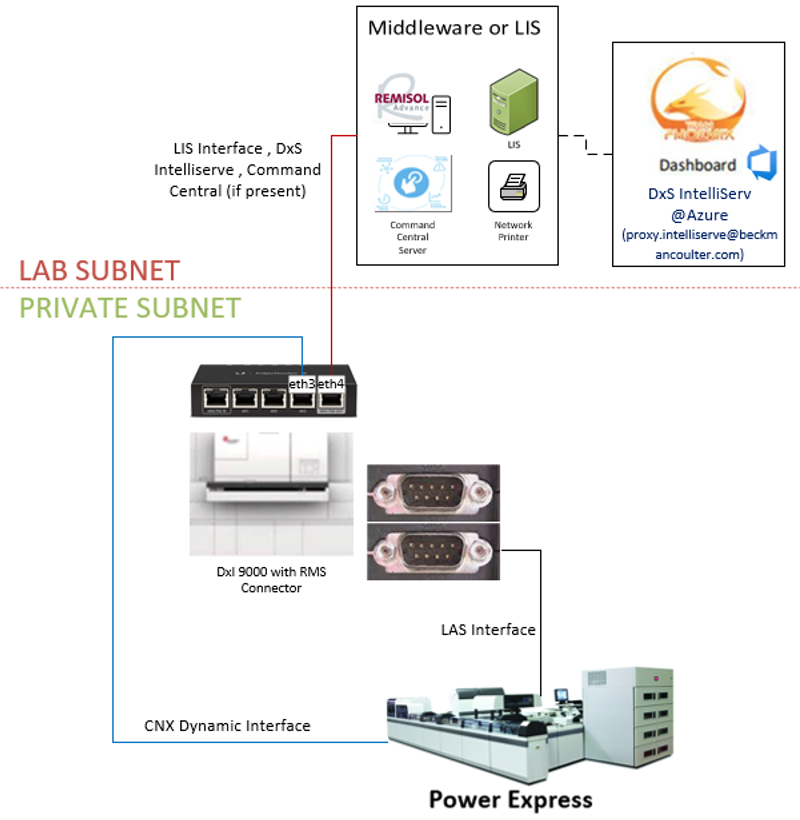 Middleware or LIS
REMISOL
Advance
LIS
Command
Central
Server
Network
Printer
TEAM
PHOENIX
Dashboard
DxS IntelliServ
@Azure
(proxy.intelliserve@beckm
ancoulter.com)
LIS Interface , DxS
Intelliserve , Command
Central (if present)
LAB SUBNET
PRIVATE SUBNET
eth3
eth4
DxI 9000 with RMS
Connector
LAS Interface
CNX Dynamic Interface
Power Express